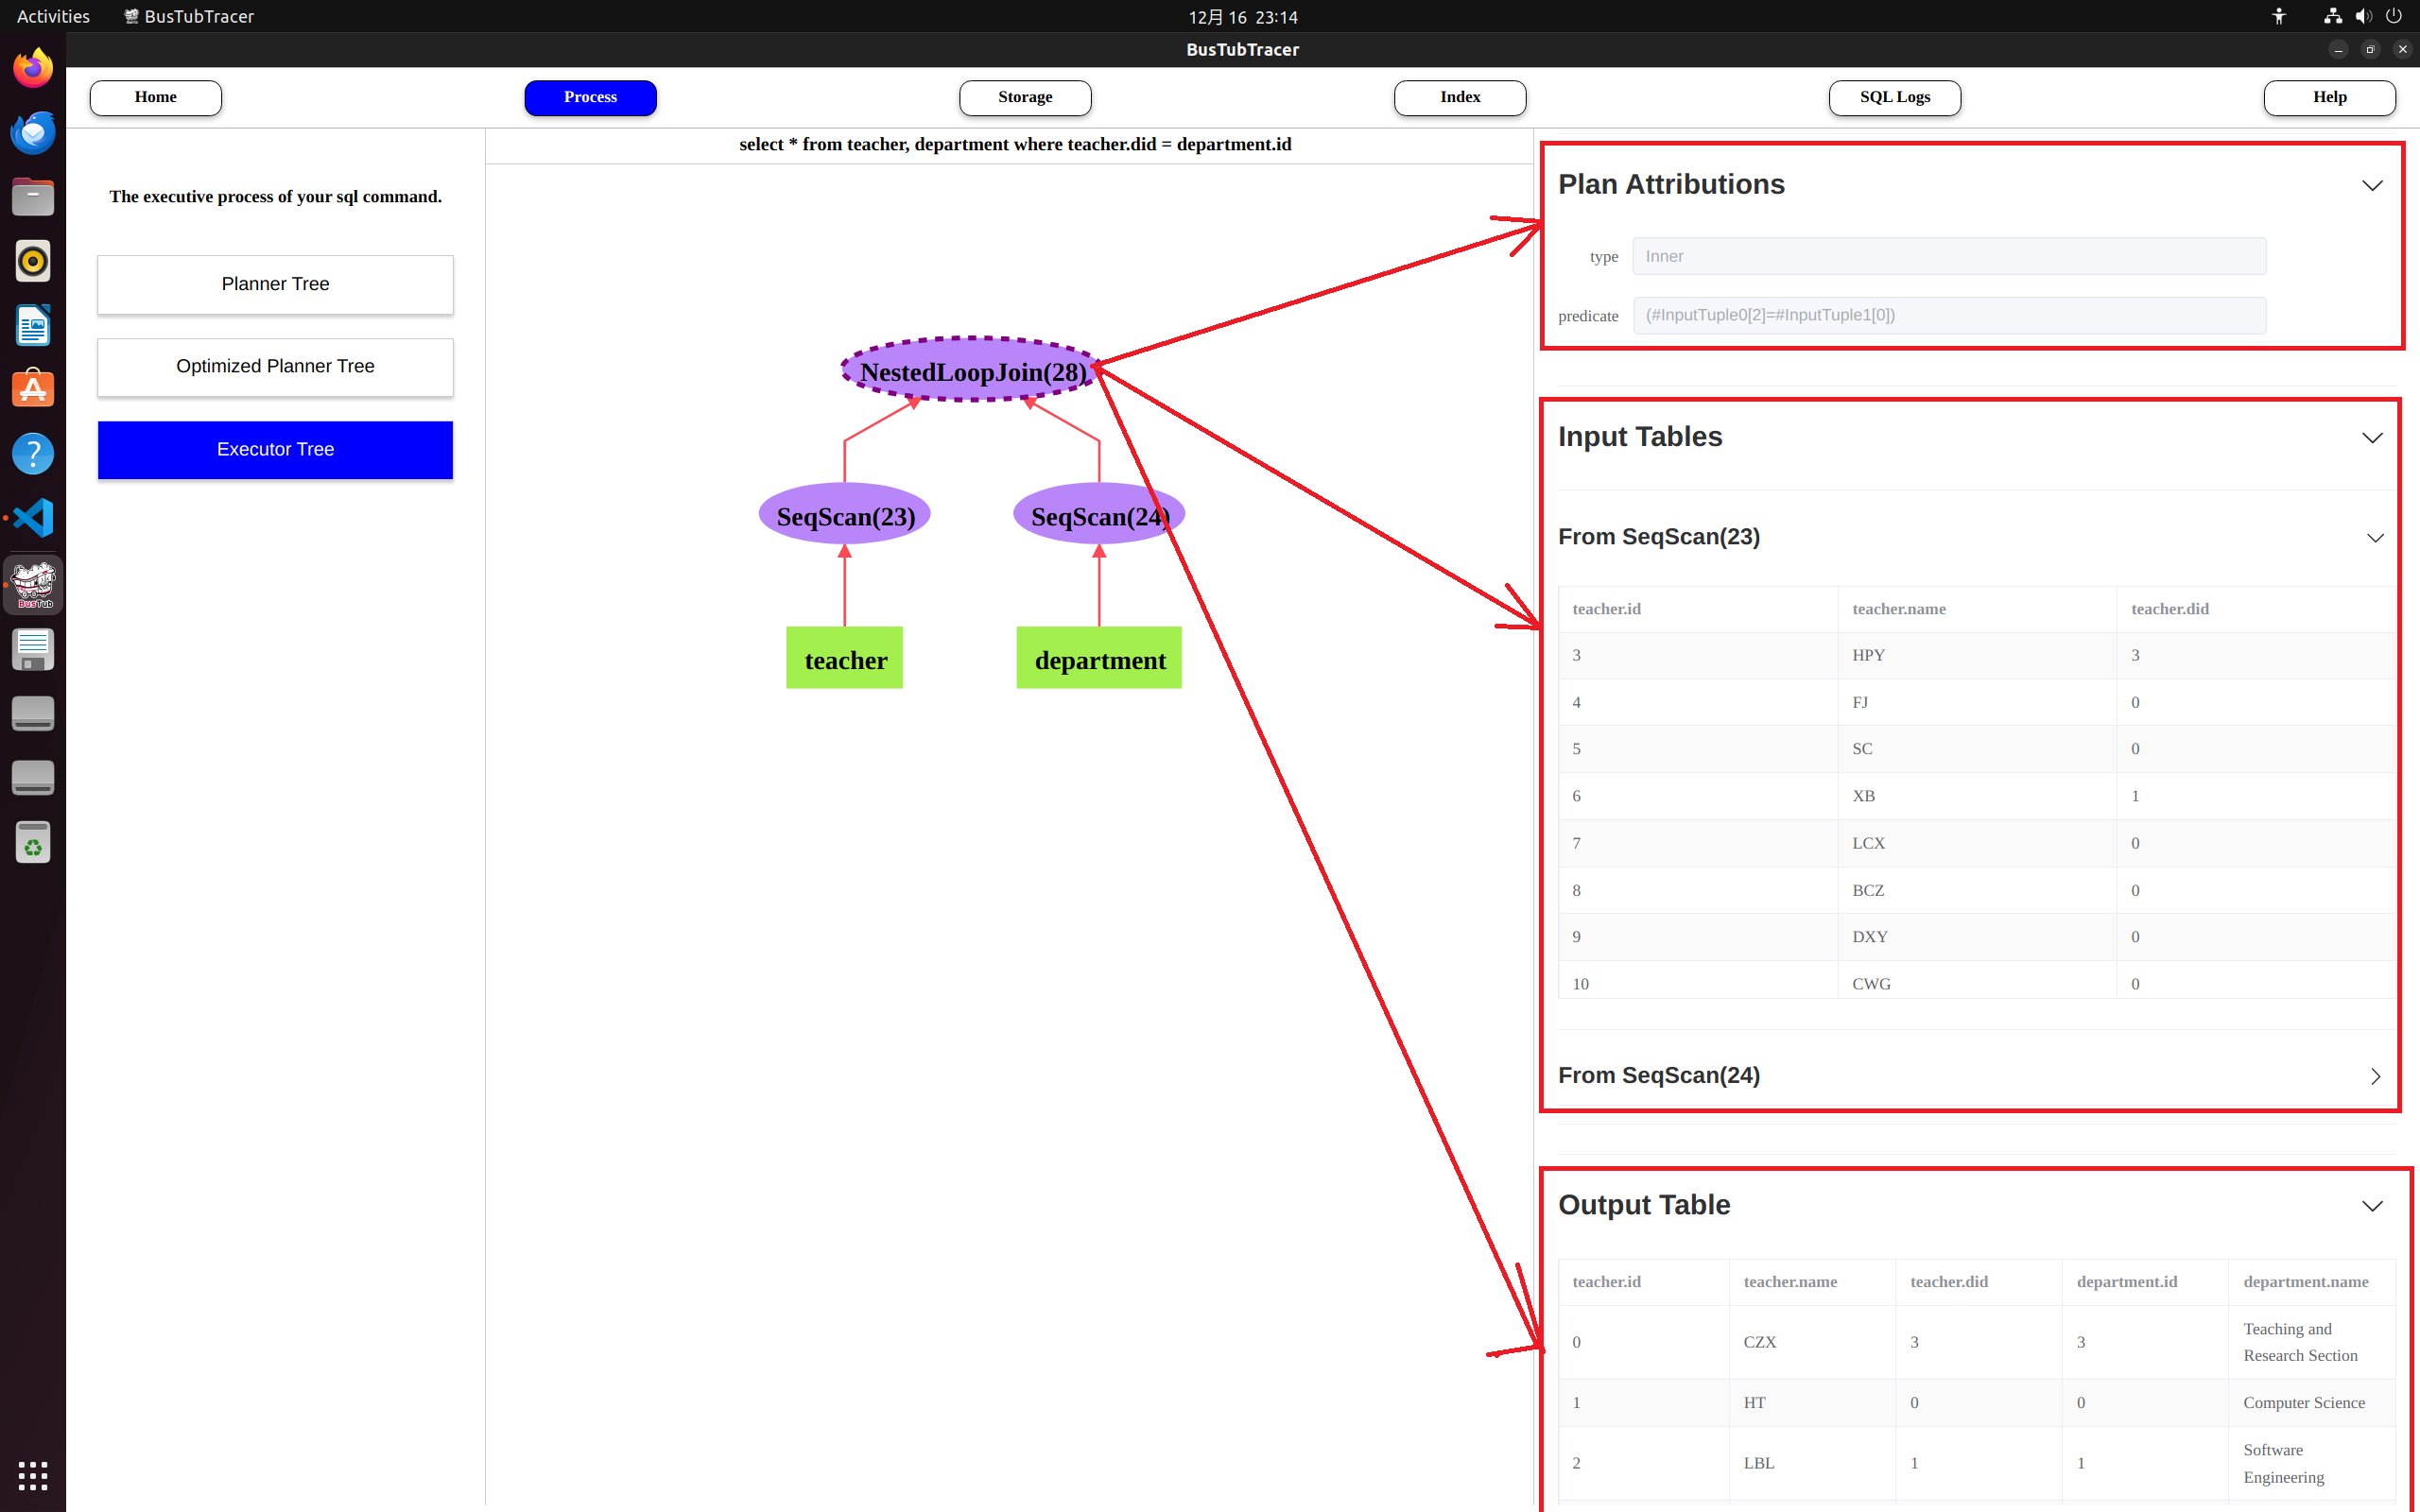 Activities
BusTubTracer
12月 16 23:14
BusTubTracer
Home
Process
Storage
Index
SQL Logs
Help
The executive process of your sql command.
Planner Tree
Optimized Planner Tree
Executor Tree
select * from teacher, department where teacher.did = department.id
NestedLoopJoin(28)
SeqScan(23)
SeqScan(24)
teacher
department
Plan Attributions
type
Inner
predicate
(#InputTuple0[2]=#InputTuple1[0])
Input Tables
From SeqScan(23)
teacher.id teacher.name teacher.did
3 HPY 3
4 FJ 0
5 SC 0
6 XB 1
7 LCX 0
8 BCZ 0
9 DXY 0
10 CWG 0
From SeqScan(24)
Output Table
teacher.id teacher.name teacher.did department.id department.name
0 CZX 3 3 Teaching and
Research Section
1 HT 0 0 Computer Science
2 LBL 1 1 Software
Engineering
BusTub